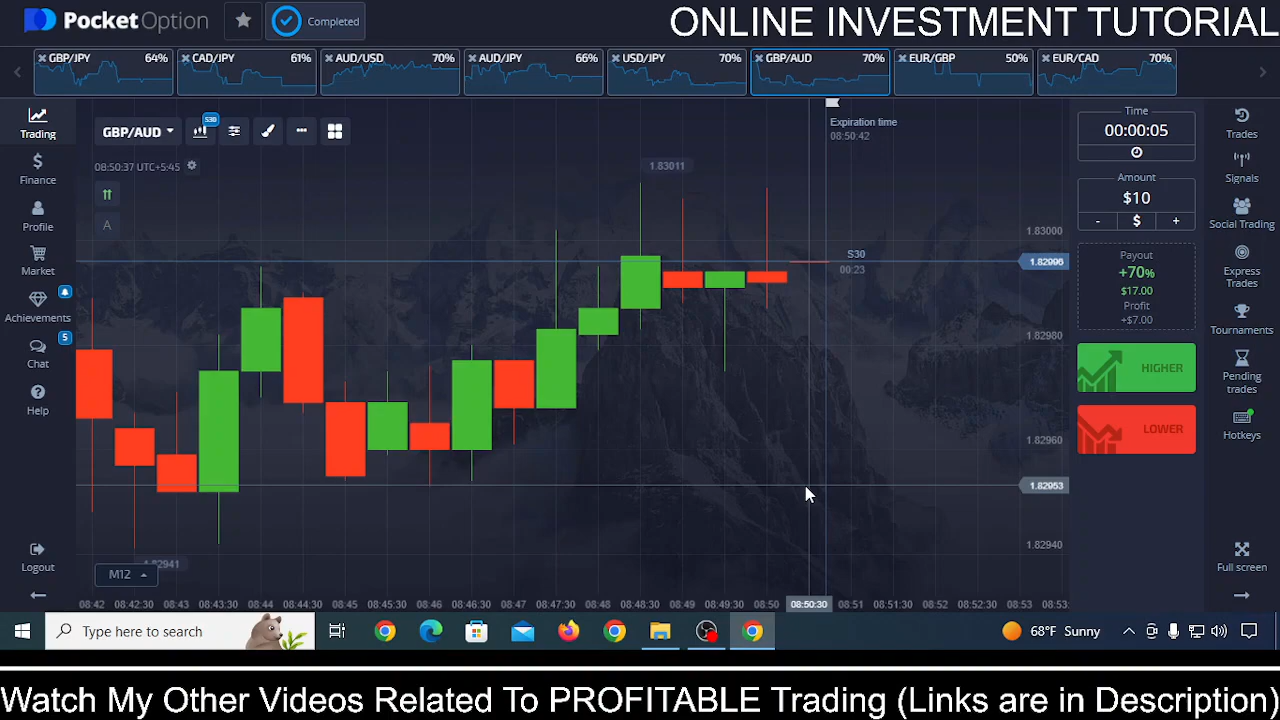 Pocket Option
Completed
ONLINE INVESTMENT TUTORIAL
GBP/JPY 64%
CAD/JPY 61%
AUD/USD 70%
AUD/JPY 66%
USD/JPY 70%
GBP/AUD 70%
EUR/GBP 50%
EUR/CAD 70%
Trading
Finance
Profile
Market
Achievements
5
Chat
Help
Logout
GBP/AUD
S30
08:50:37 UTC+5:45
A
Expiration time
08:50:42
1.83011
S30
00:23
1.83000
1.82996
1.82980
1.82960
1.82953
1.82940
1.82941
M12
08:42 08:42:30 08:43 08:43:30 08:44 08:44:30 08:45 08:45:30 08:46 08:46:30 08:47 08:47:30 08:48 08:48:30 08:49 08:49:30 08:50 08:50:30 08:51 08:51:30 08:52 08:52:30 08:53 08:53:
Time
00:00:05
Amount
$10
- $ +
Payout
+70%
$17.00
Profit
+$7.00
HIGHER
LOWER
Trades
Signals
Social Trading
Express
Trades
Tournaments
Pending
trades
Hotkeys
Full screen
Type here to search
68°F Sunny
Watch My Other Videos Related To PROFITABLE Trading (Links are in Description)